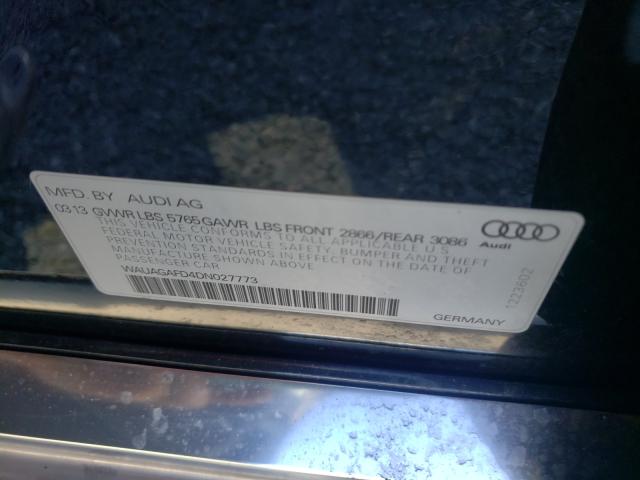 MFD. BY AUDI AG
03 13 GVWR LBS 5765 GAWR LBS FRONT 2866/REAR 3086
THIS VEHICLE CONFORMS TO ALL APPLICABLE U.S.
FEDERAL MOTOR VEHICLE SAFETY, BUMPER AND THEFT
PREVENTION STANDARDS IN EFFECT ON THE DATE OF
MANUFACTURE SHOWN ABOVE
PASSENGER CAR
WAUAGAFD4DN027773
Audi
1223602
GERMANY